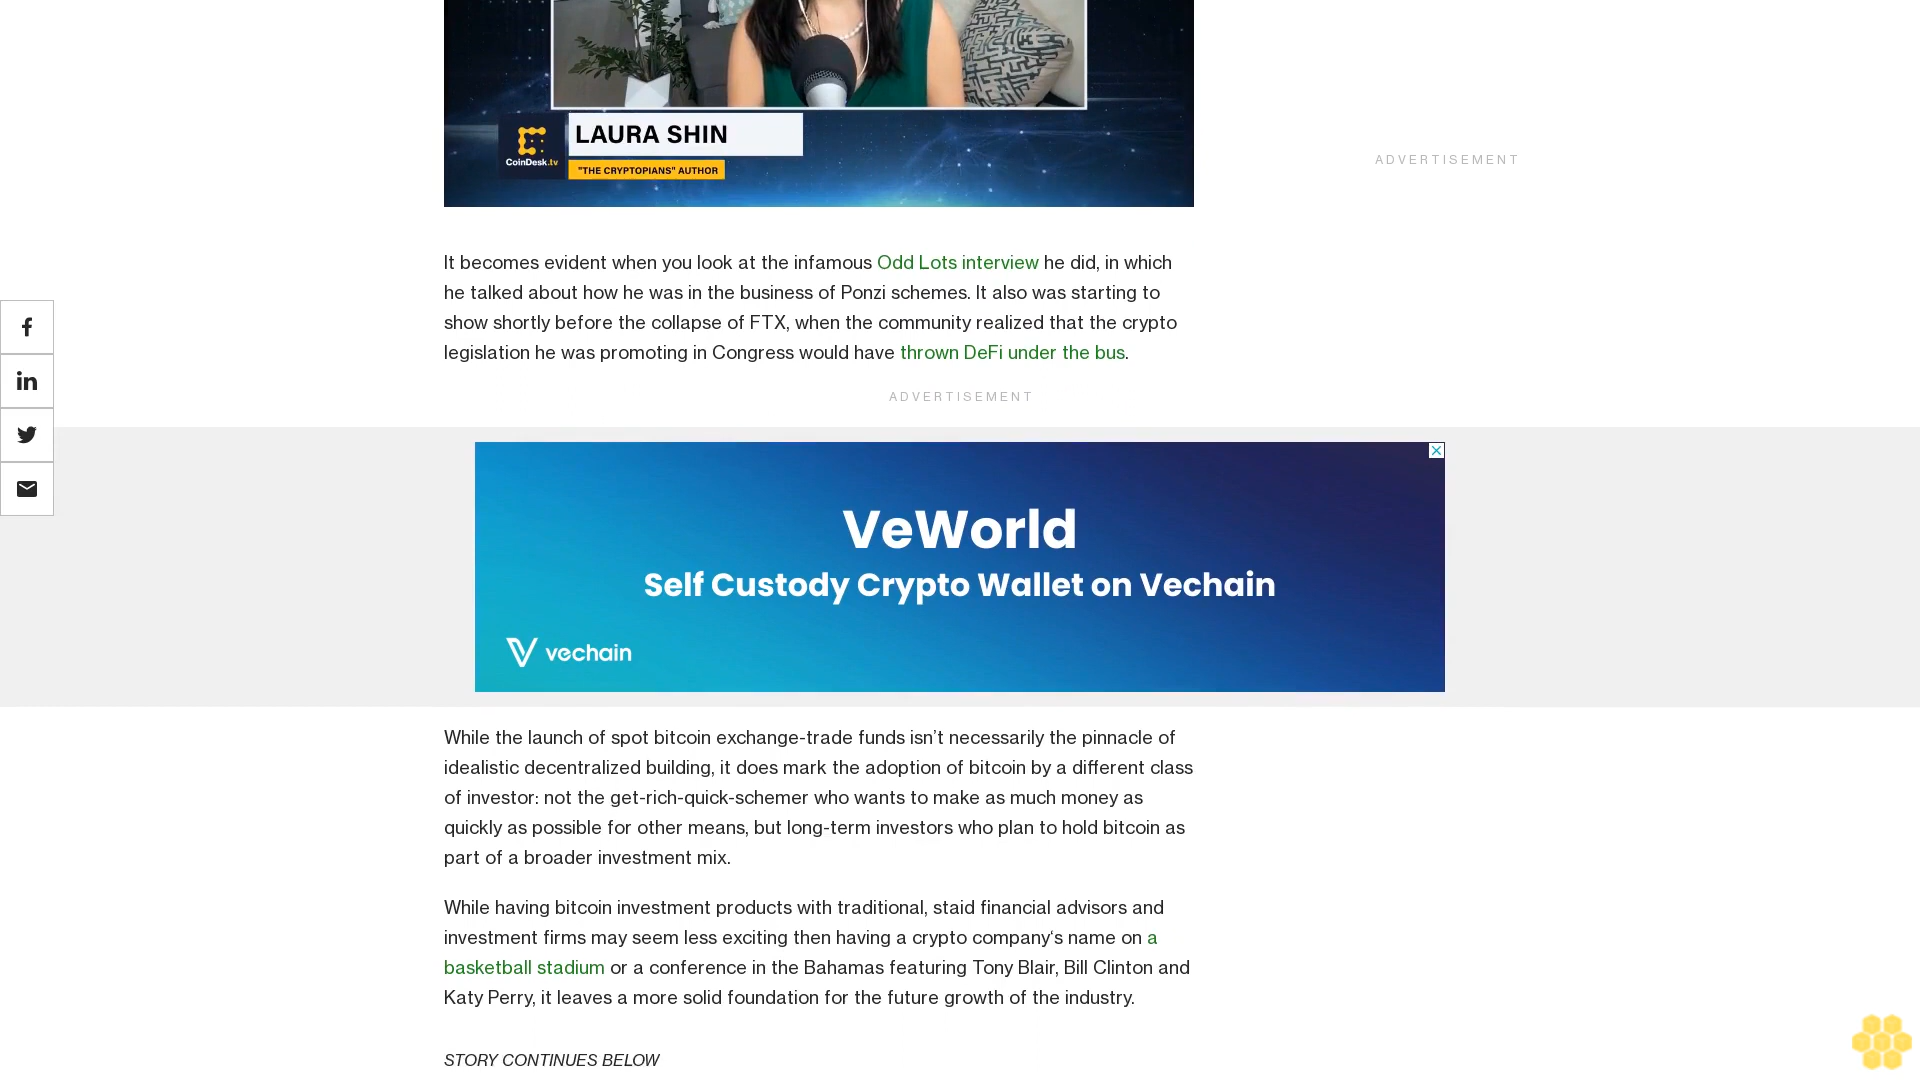 LAURA SHIN
CoinDesk.tv
"THE CRYPTOPIANS" AUTHOR
ADVERTISEMENT
It becomes evident when you look at the infamous Odd Lots interview he did, in which
he talked about how he was in the business of Ponzi schemes. It also was starting to
show shortly before the collapse of FTX, when the community realized that the crypto
legislation he was promoting in Congress would have thrown DeFi under the bus.
ADVERTISEMENT
VeWorld
Self Custody Crypto Wallet on Vechain
vechain
While the launch of spot bitcoin exchange-trade funds isn’t necessarily the pinnacle of
idealistic decentralized building, it does mark the adoption of bitcoin by a different class
of investor: not the get-rich-quick-schemer who wants to make as much money as
quickly as possible for other means, but long-term investors who plan to hold bitcoin as
part of a broader investment mix.
While having bitcoin investment products with traditional, staid financial advisors and
investment firms may seem less exciting then having a crypto company‘s name on a
basketball stadium or a conference in the Bahamas featuring Tony Blair, Bill Clinton and
Katy Perry, it leaves a more solid foundation for the future growth of the industry.
STORY CONTINUES BELOW